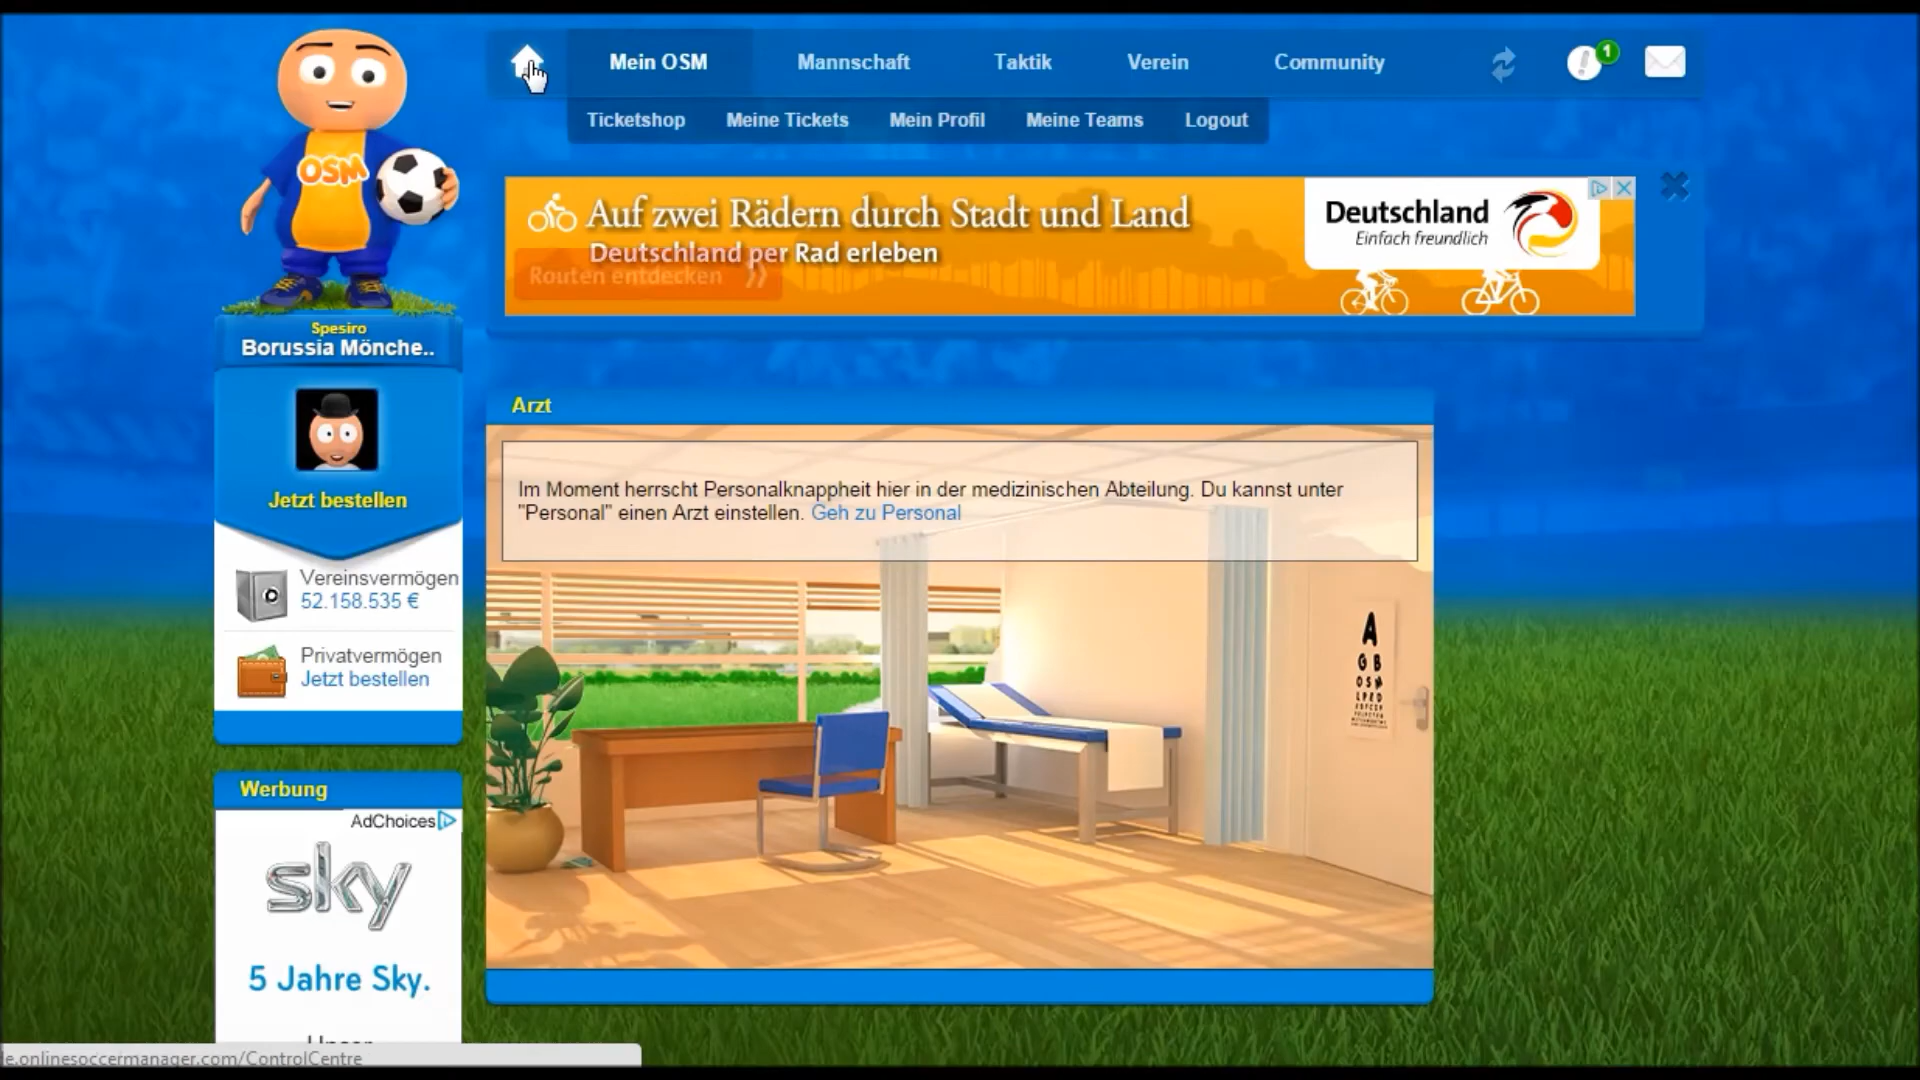 Mein OSM
Mannschaft
Taktik
Verein
Community
1
Ticketshop
Meine Tickets
Mein Profil
Meine Teams
Logout
OSM
Auf zwei Rädern durch Stadt und Land
Deutschland per Rad erleben
Routen entdecken
Deutschland
Einfach freundlich
Spesiro
Borussia Mönche..
Jetzt bestellen
Vereinsvermögen
52.158.535 €
Privatvermögen
Jetzt bestellen
Arzt
Im Moment herrscht Personalknappheit hier in der medizinischen Abteilung. Du kannst unter
"Personal" einen Arzt einstellen. Geh zu Personal
A
G B
Werbung
AdChoices
sky
5 Jahre Sky.
e.onlinesoccermanager.com/ControlCentre